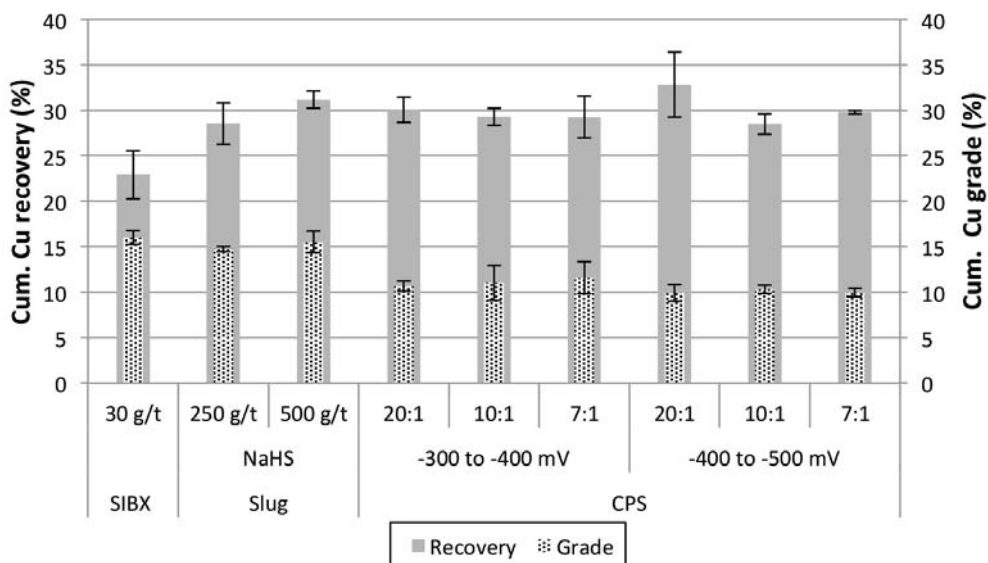 40 40
35 35
30 30
25 25
20 20
15 15
10 10
5 5
0 0
Cum. Cu recovery (%)
Cum. Cu grade (%)
30 g/t 250 g/t 500 g/t 20:1 10:1 7:1 20:1 10:1 7:1
NaHS -300 to -400 mV -400 to -500 mV
SIBX Slug CPS
Recovery Grade